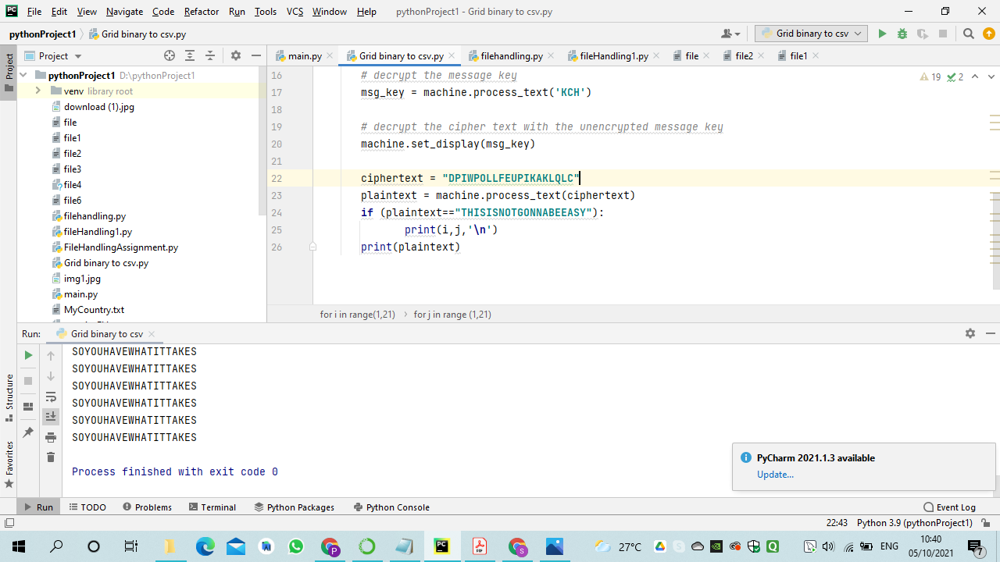 File Edit View Navigate Code Refactor Run Tools VCS Window Help pythonProject1 - Grid binary to csv.py
pythonProject1 Grid binary to csv.py Grid binary to csv
Project Project main.py Grid binary to csv.py filehandling.py fileHandling1.py file file2 file1
pythonProject1 D:\pythonProject1
venv library root
download (1).jpg
file
file1
file2
file3
file4
file6
filehandling.py
fileHandling1.py
FileHandlingAssignment.py
Grid binary to csv.py
img1.jpg
main.py
MyCountry.txt
19 2
16 # decrypt the message key
17 msg_key = machine.process_text('KCH')
18
19 # decrypt the cipher text with the unencrypted message key
20 machine.set_display(msg_key)
21
22 ciphertext = "DPIWPOLLFEUPIKAKLQLC"
23 plaintext = machine.process_text(ciphertext)
24 if (plaintext=="THISISNOTGONNABEEASY"):
25 print(i,j,'\n')
26 print(plaintext)
for i in range(1,21) for j in range (1,21)
Run: Grid binary to csv
SOYOUHAVEWHATITTAKES
SOYOUHAVEWHATITTAKES
SOYOUHAVEWHATITTAKES
SOYOUHAVEWHATITTAKES
SOYOUHAVEWHATITTAKES
SOYOUHAVEWHATITTAKES
Process finished with exit code 0
Structure
Favorites
PyCharm 2021.1.3 available
Update...
Run TODO Problems Terminal Python Packages Python Console Event Log
22:43 Python 3.9 (pythonProject1)
27°C ENG 10:40
05/10/2021 7